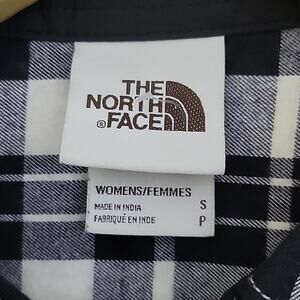 THE
NORTH
®FACE
WOMENS/FEMMES
MADE IN INDIA S
FABRIQUÉ EN INDE P